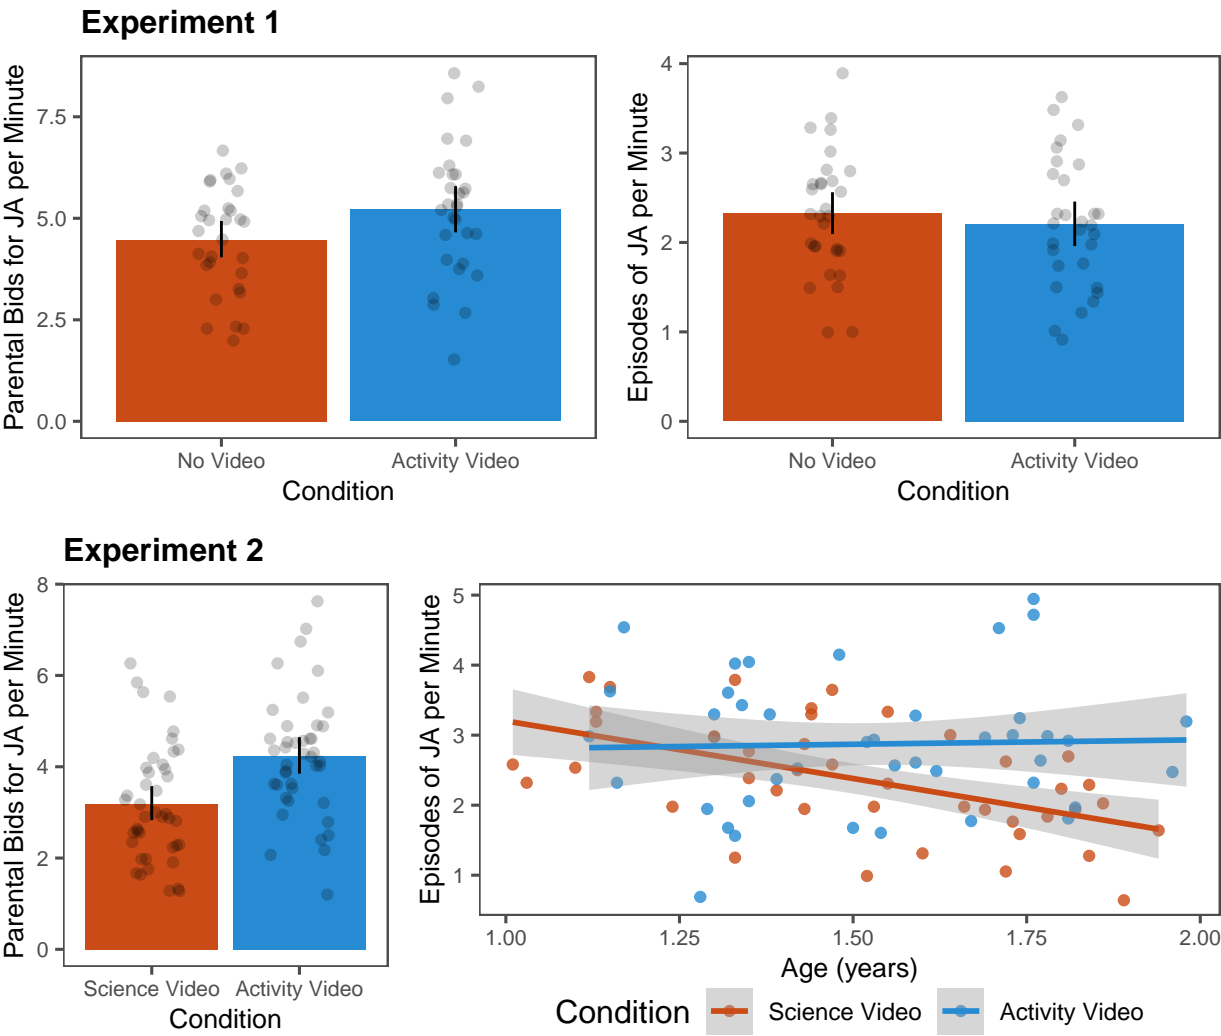 Experiment 1
Parental Bids for JA per Minute
7.5
5.0
2.5
0.0
No Video
Activity Video
Condition
Episodes of JA per Minute
4
3
2
1
0
No Video
Activity Video
Condition
Experiment 2
Parental Bids for JA per Minute
8
6
4
2
0
Science Video
Activity Video
Condition
Episodes of JA per Minute
5
4
3
2
1
1.00
1.25
1.50
1.75
2.00
Age (years)
Condition
Science Video
Activity Video